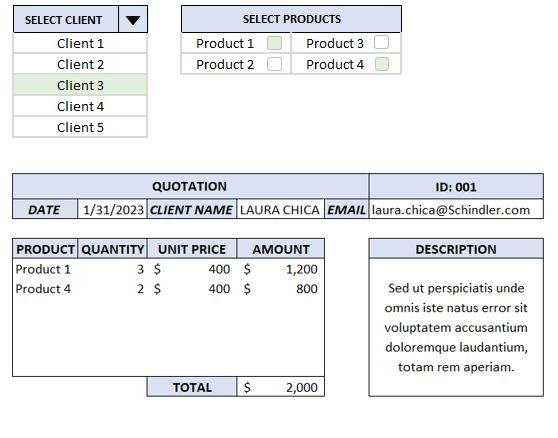 SELECT CLIENT
Client 1
Client 2
Client 3
Client 4
Client 5
SELECT PRODUCTS
Product 1 Product 3
Product 2 Product 4
QUOTATION ID: 001
DATE 1/31/2023 CLIENT NAME LAURA CHICA EMAIL laura.chica@Schindler.com
PRODUCT QUANTITY UNIT PRICE AMOUNT
Product 1 3 $ 400 $ 1,200
Product 4 2 $ 400 $ 800
TOTAL $ 2,000
DESCRIPTION
Sed ut perspiciatis unde
omnis iste natus error sit
voluptatem accusantium
doloremque laudantium,
totam rem aperiam.